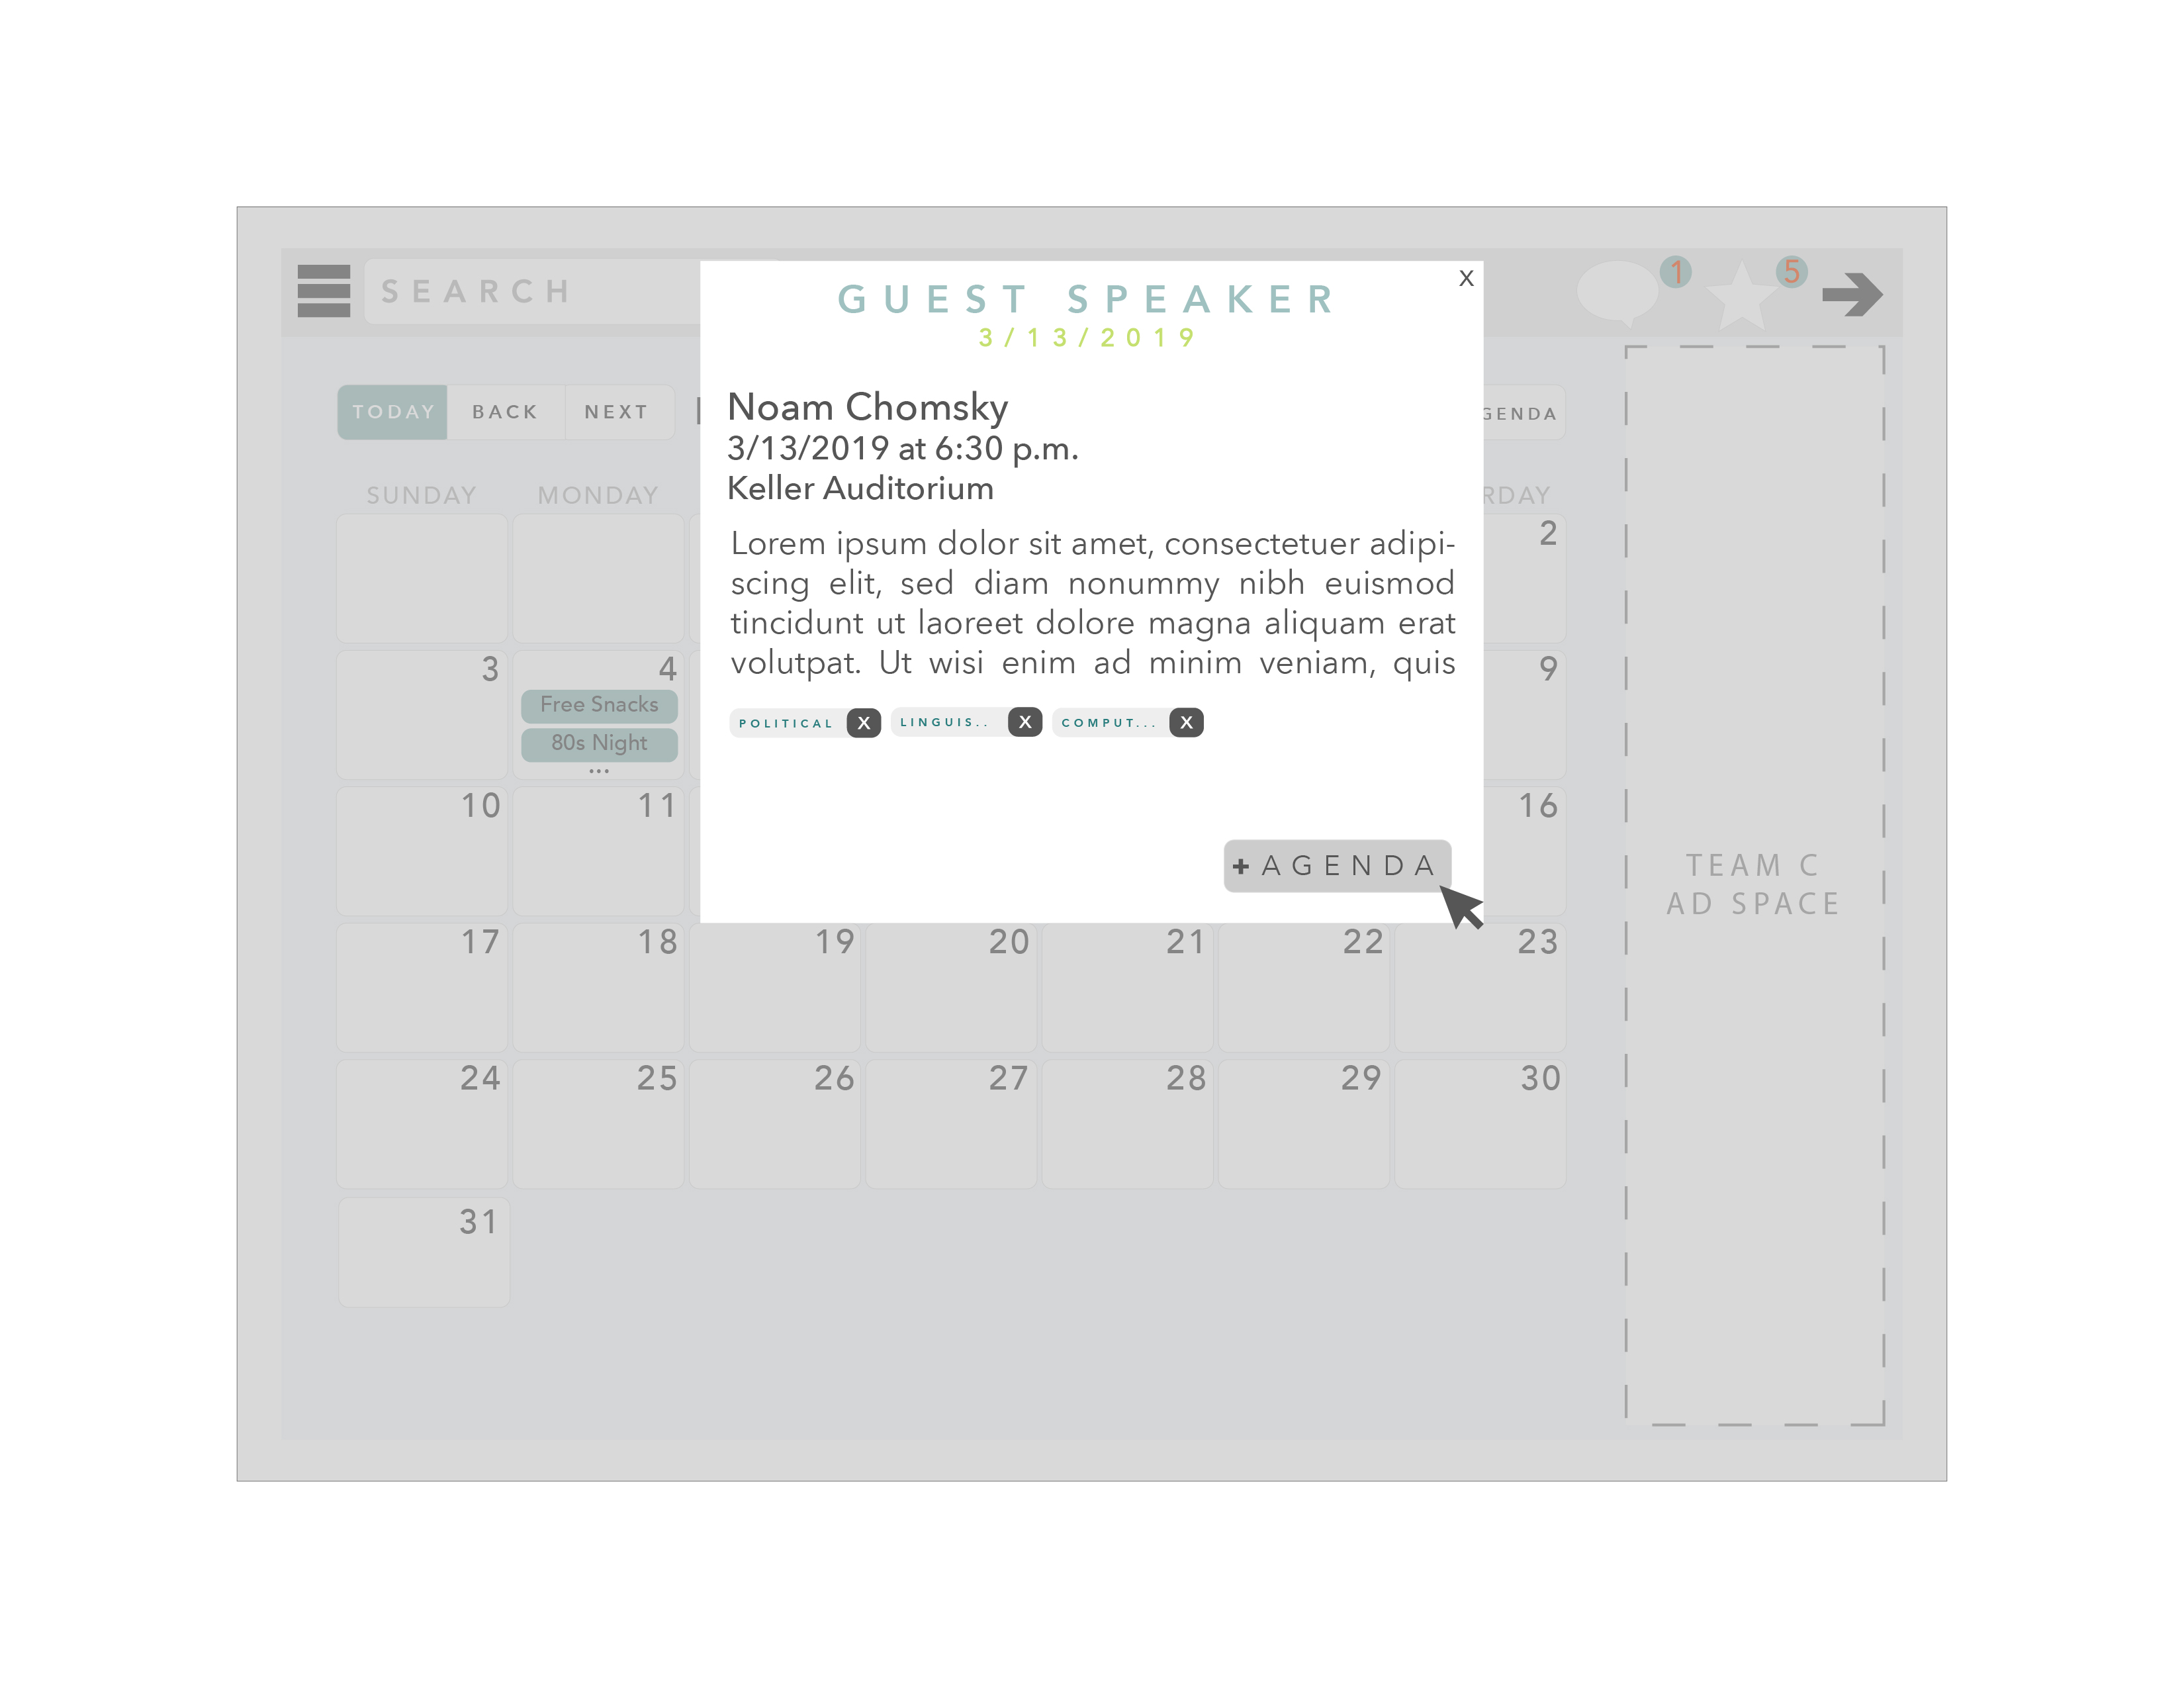 SEARCH
1
5
GUEST SPEAKER
X
3/13/2019
Noam Chomsky
3/13/2019 at 6:30 p.m.
Keller Auditorium
Lorem ipsum dolor sit amet, consectetuer adipi-
scing elit, sed diam nonummy nibh euismod
tincidunt ut laoreet dolore magna aliquam erat
volutpat. Ut wisi enim ad minim veniam, quis
POLITICAL X LINGUIS.. X COMPUT... X
+ AGENDA
TODAY BACK NEXT
GENDA
SUNDAY MONDAY
RDAY
2
3 4
9
Free Snacks
80s Night
...
10 11
16
17 18 19 20 21 22 23
24 25 26 27 28 29 30
31
TEAM C
AD SPACE